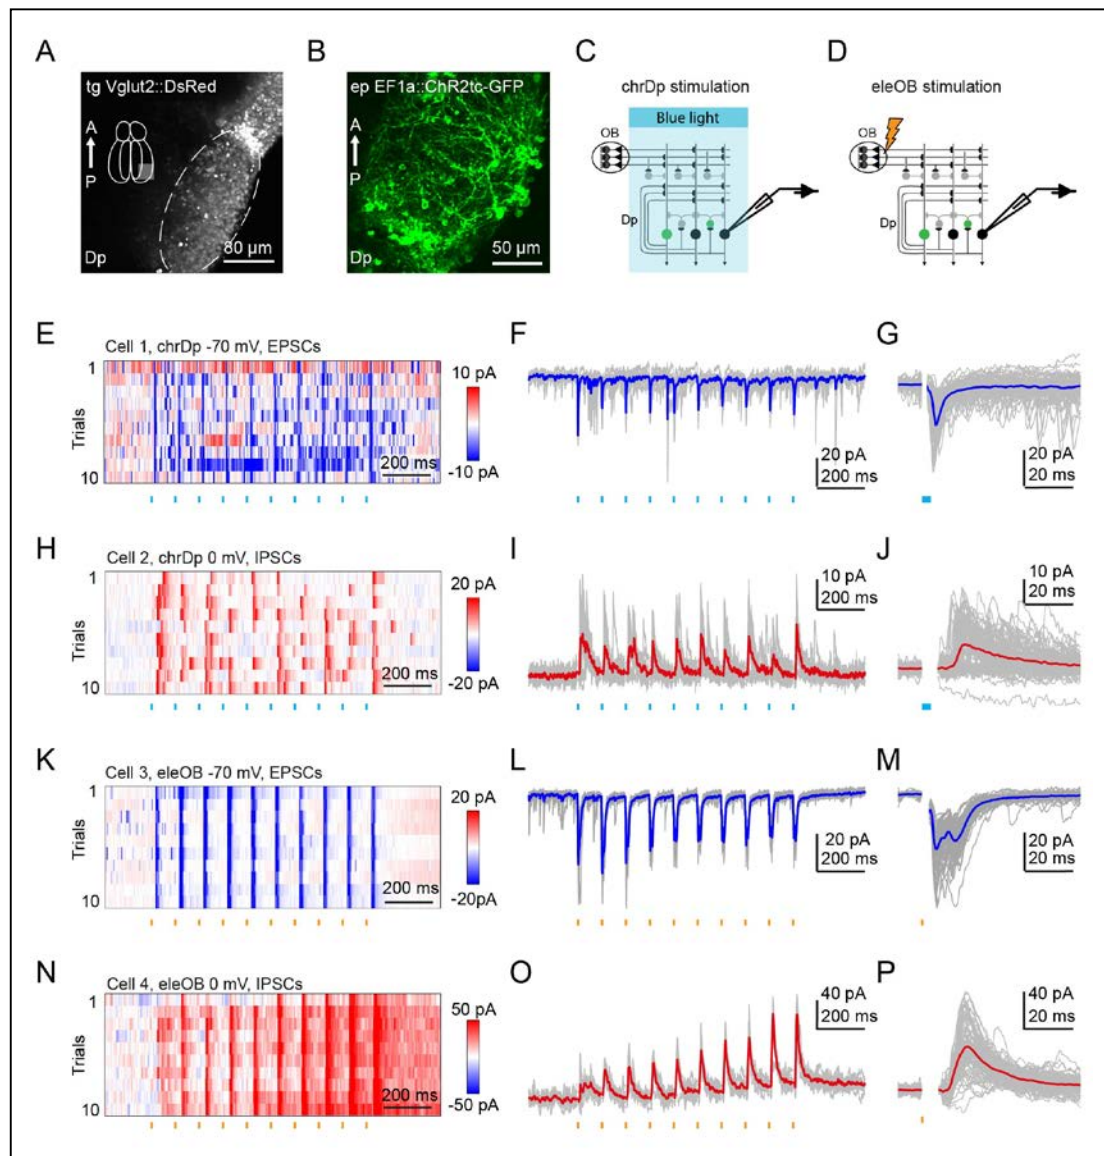 A
B
C
D
tg Vglut2::DsRed
A
P
Dp
80 µm
ep EF1a::ChR2tc-GFP
A
P
50 µm
chrDp stimulation
Blue light
OB
Dp
eleOB stimulation
OB
Dp
E
F
G
Cell 1, chrDp -70 mV, EPSCs
1
Trials
10
200 ms
10 pA
-10 pA
20 pA
200 ms
20 pA
20 ms
H
I
J
Cell 2, chrDp 0 mV, IPSCs
1
Trials
10
200 ms
20 pA
-20 pA
10 pA
200 ms
10 pA
20 ms
K
L
M
Cell 3, eleOB -70 mV, EPSCs
1
Trials
10
200 ms
20 pA
-20pA
20 pA
200 ms
20 pA
20 ms
N
O
P
Cell 4, eleOB 0 mV, IPSCs
1
Trials
10
200 ms
50 pA
-50 pA
40 pA
200 ms
40 pA
20 ms